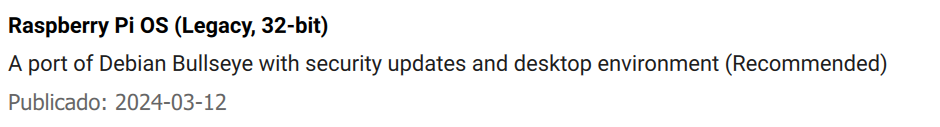 Raspberry Pi OS (Legacy, 32-bit)
A port of Debian Bullseye with security updates and desktop environment (Recommended)
Publicado: 2024-03-12